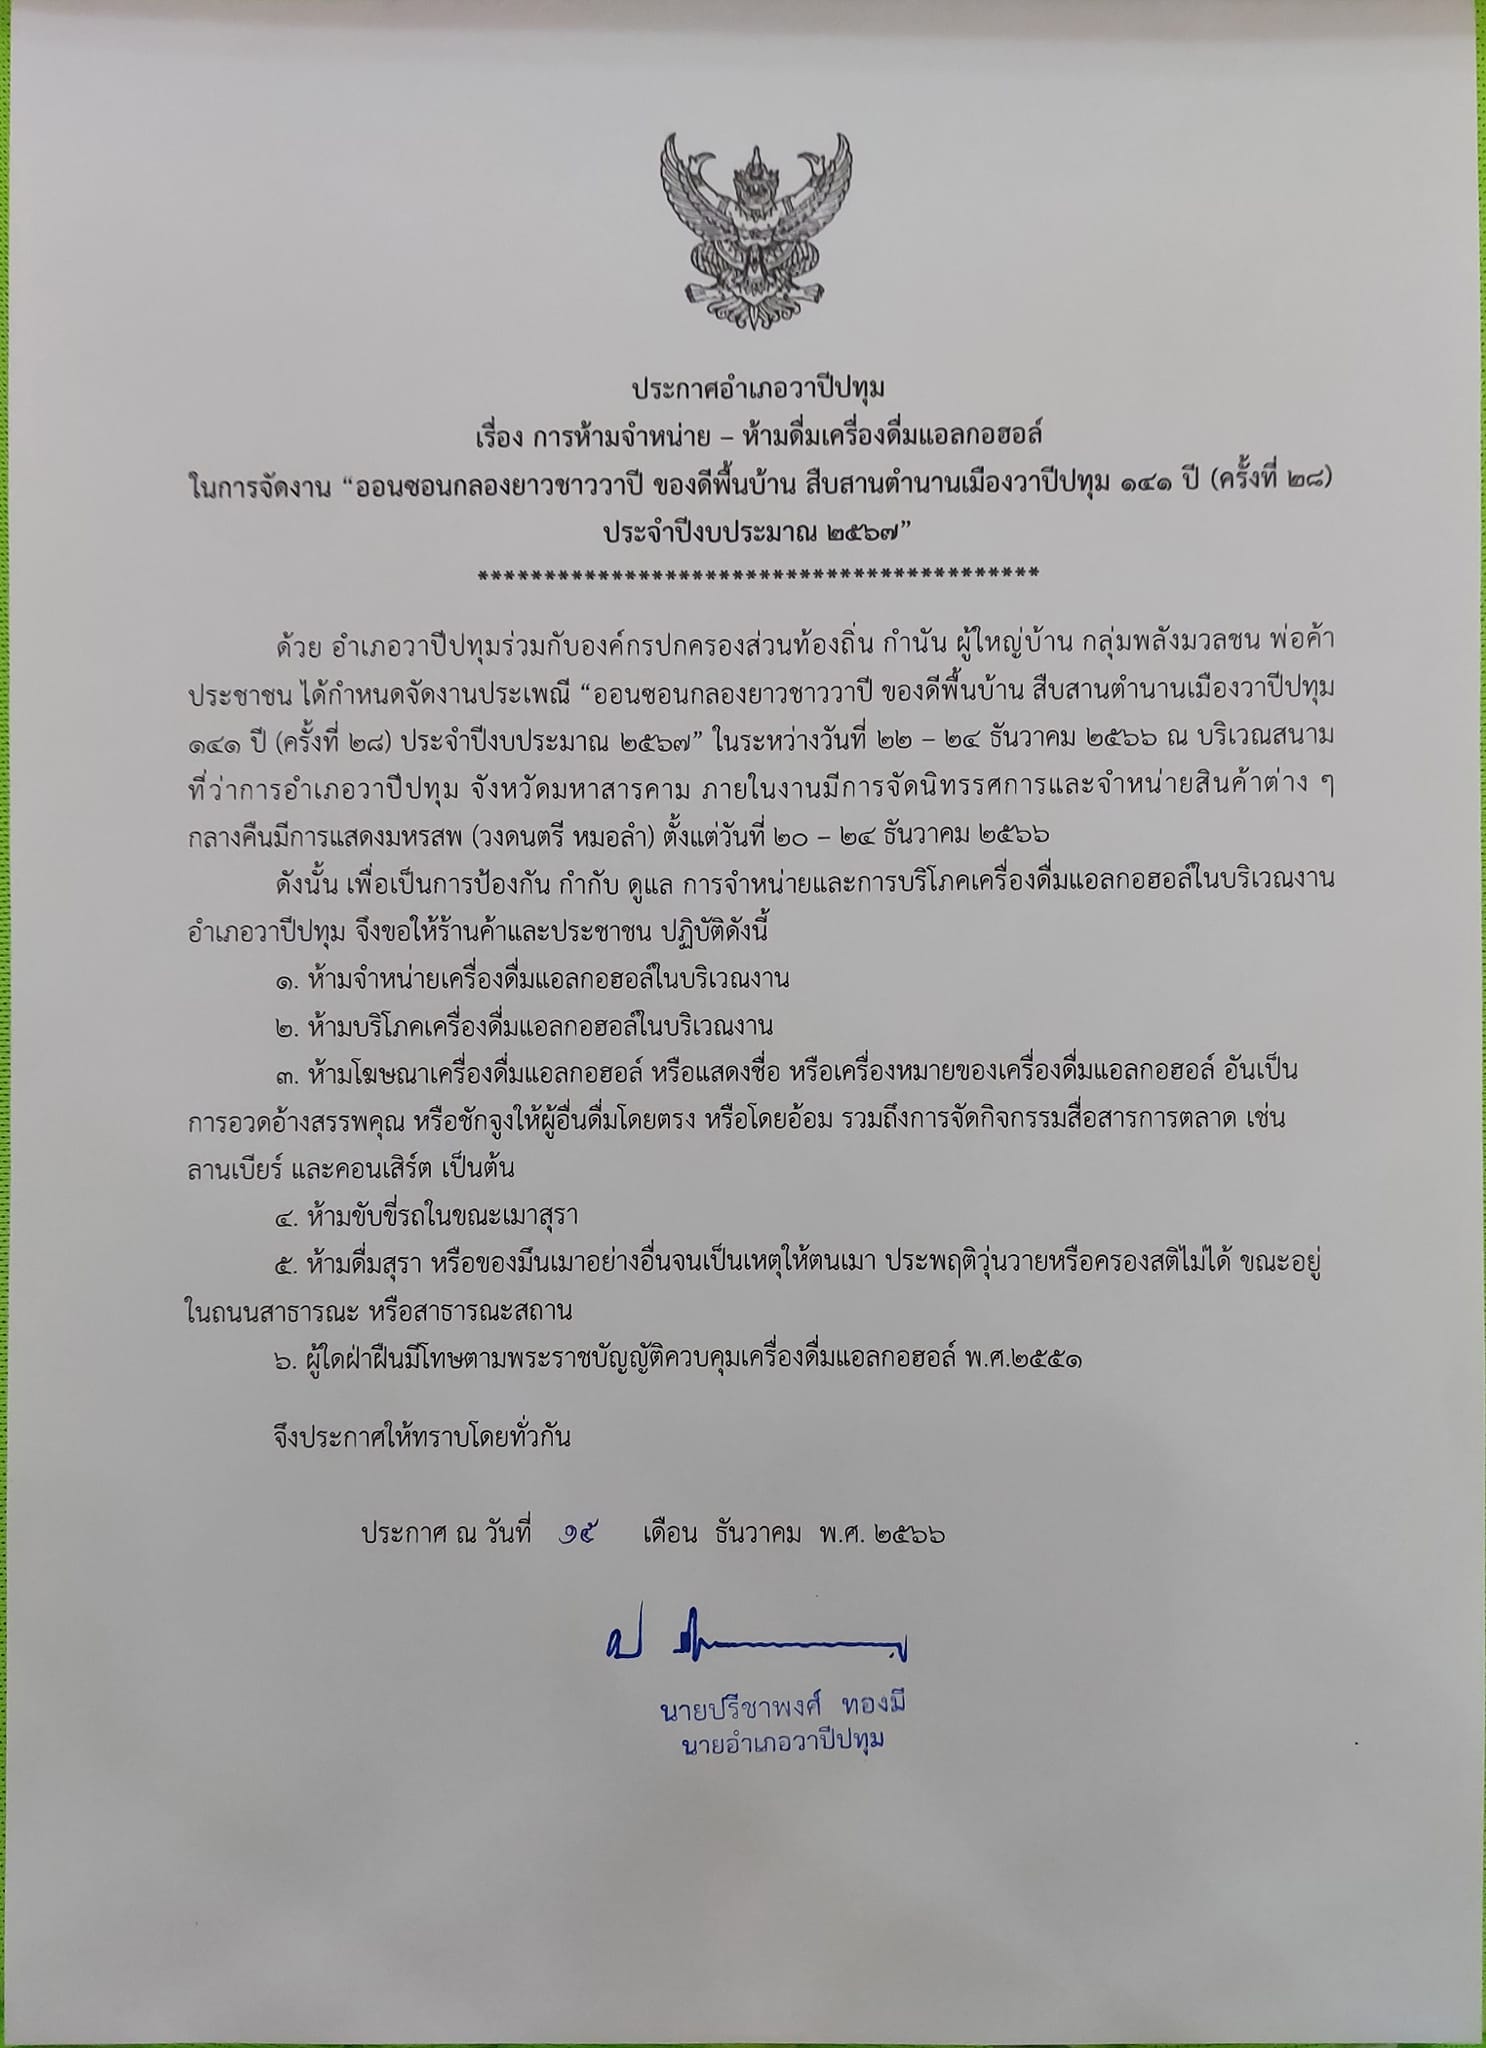 ประกาศอำเภอวาปีปทุม
เรื่อง การห้ามจำหน่าย – ห้ามดื่มเครื่องดื่มแอลกอฮอล์
ในการจัดงาน “ออนซอนกลองยาวชาววาปี ของดีพื้นบ้าน สืบสานตำนานเมืองวาปีปทุม ๑๔๑ ปี (ครั้งที่ ๒๘)
ประจำปีงบประมาณ ๒๕๖๗”
******************************************
ด้วย อำเภอวาปีปทุมร่วมกับองค์กรปกครองส่วนท้องถิ่น กำนัน ผู้ใหญ่บ้าน กลุ่มพลังมวลชน พ่อค้า
ประชาชน ได้กำหนดจัดงานประเพณี “ออนซอนกลองยาวชาววาปี ของดีพื้นบ้าน สืบสานตำนานเมืองวาปีปทุม
๑๔๑ ปี (ครั้งที่ ๒๘) ประจำปีงบประมาณ ๒๕๖๗” ในระหว่างวันที่ ๒๒ – ๒๔ ธันวาคม ๒๕๖๖ ณ บริเวณสนาม
ที่ว่าการอำเภอวาปีปทุม จังหวัดมหาสารคาม ภายในงานมีการจัดนิทรรศการและจำหน่ายสินค้าต่าง ๆ
กลางคืนมีการแสดงมหรสพ (วงดนตรี หมอลำ) ตั้งแต่วันที่ ๒๐ – ๒๔ ธันวาคม ๒๕๖๖
ดังนั้น เพื่อเป็นการป้องกัน กำกับ ดูแล การจำหน่ายและการบริโภคเครื่องดื่มแอลกอฮอล์ในบริเวณงาน
อำเภอวาปีปทุม จึงขอให้ร้านค้าและประชาชน ปฏิบัติดังนี้
๑. ห้ามจำหน่ายเครื่องดื่มแอลกอฮอล์ในบริเวณงาน
๒. ห้ามบริโภคเครื่องดื่มแอลกอฮอล์ในบริเวณงาน
๓. ห้ามโฆษณาเครื่องดื่มแอลกอฮอล์ หรือแสดงชื่อ หรือเครื่องหมายของเครื่องดื่มแอลกอฮอล์ อันเป็น
การอวดอ้างสรรพคุณ หรือชักจูงให้ผู้อื่นดื่มโดยตรง หรือโดยอ้อม รวมถึงการจัดกิจกรรมสื่อสารการตลาด เช่น
ลานเบียร์ และคอนเสิร์ต เป็นต้น
๔. ห้ามขับขี่รถในขณะเมาสุรา
๕. ห้ามดื่มสุรา หรือของมึนเมาอย่างอื่นจนเป็นเหตุให้ตนเมา ประพฤติวุ่นวายหรือครองสติไม่ได้ ขณะอยู่
ในถนนสาธารณะ หรือสาธารณะสถาน
๖. ผู้ใดฝ่าฝืนมีโทษตามพระราชบัญญัติควบคุมเครื่องดื่มแอลกอฮอล์ พ.ศ.๒๕๕๑
จึงประกาศให้ทราบโดยทั่วกัน
ประกาศ ณ วันที่ ๑๕ เดือน ธันวาคม พ.ศ. ๒๕๖๖
นายปรีชาพงศ์ ทองมี
นายอำเภอวาปีปทุม